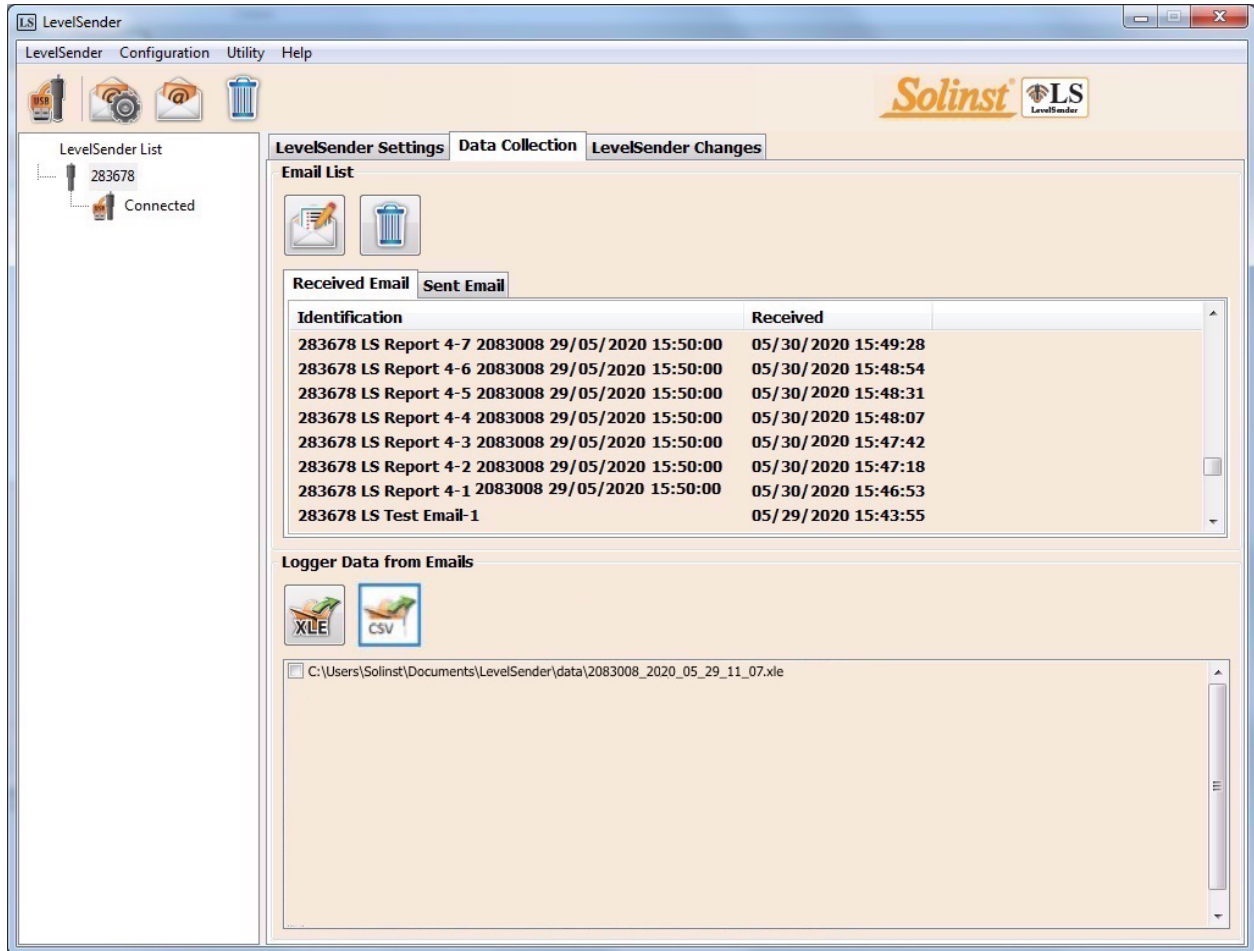 LS LevelSender
LevelSender Configuration Utility Help
USB
@ @
Solinst LS
LevelSender
LevelSender List
283678
Connected
LevelSender Settings Data Collection LevelSender Changes
Email List
Received Email Sent Email
Identification Received
283678 LS Report 4-7 2083008 29/05/2020 15:50:00 05/30/2020 15:49:28
283678 LS Report 4-6 2083008 29/05/2020 15:50:00 05/30/2020 15:48:54
283678 LS Report 4-5 2083008 29/05/2020 15:50:00 05/30/2020 15:48:31
283678 LS Report 4-4 2083008 29/05/2020 15:50:00 05/30/2020 15:48:07
283678 LS Report 4-3 2083008 29/05/2020 15:50:00 05/30/2020 15:47:42
283678 LS Report 4-2 2083008 29/05/2020 15:50:00 05/30/2020 15:47:18
283678 LS Report 4-1 2083008 29/05/2020 15:50:00 05/30/2020 15:46:53
283678 LS Test Email-1 05/29/2020 15:43:55
Logger Data from Emails
XLE CSV
C:\Users\Solinst\Documents\LevelSender\data\2083008_2020_05_29_11_07.xle